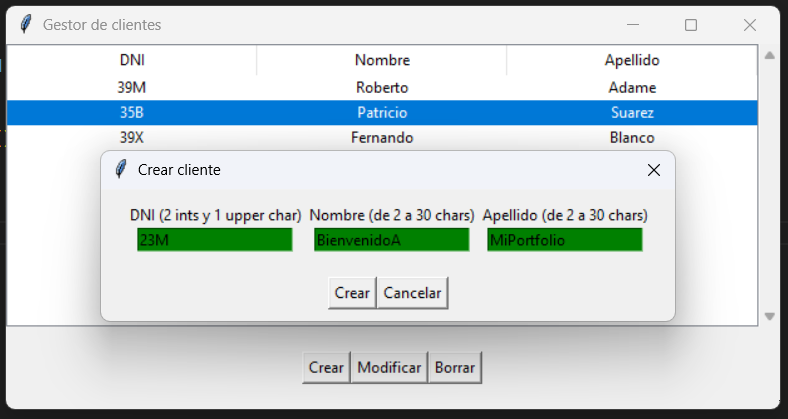 Gestor de clientes
DNI Nombre Apellido
39M Roberto Adame
35B Patricio Suarez
39X Fernando Blanco
Crear cliente
DNI (2 ints y 1 upper char) Nombre (de 2 a 30 chars) Apellido (de 2 a 30 chars)
23M BienvenidoA MiPortfolio
Crear Cancelar
Crear Modificar Borrar